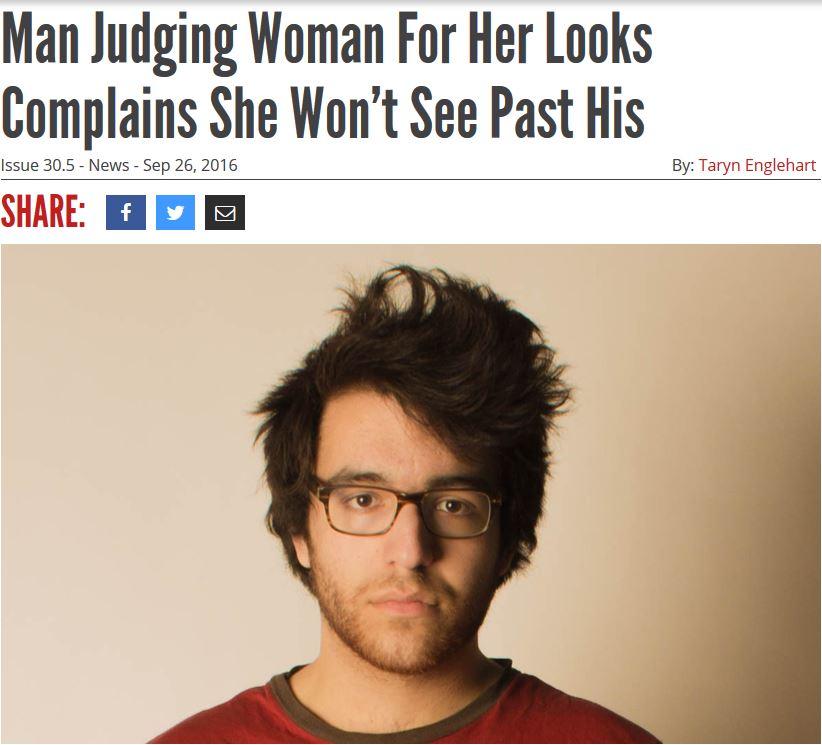 Man Judging Woman For Her Looks
Complains She Won't See Past His
Issue 30.5 - News - Sep 26, 2016 By: Taryn Englehart
SHARE: